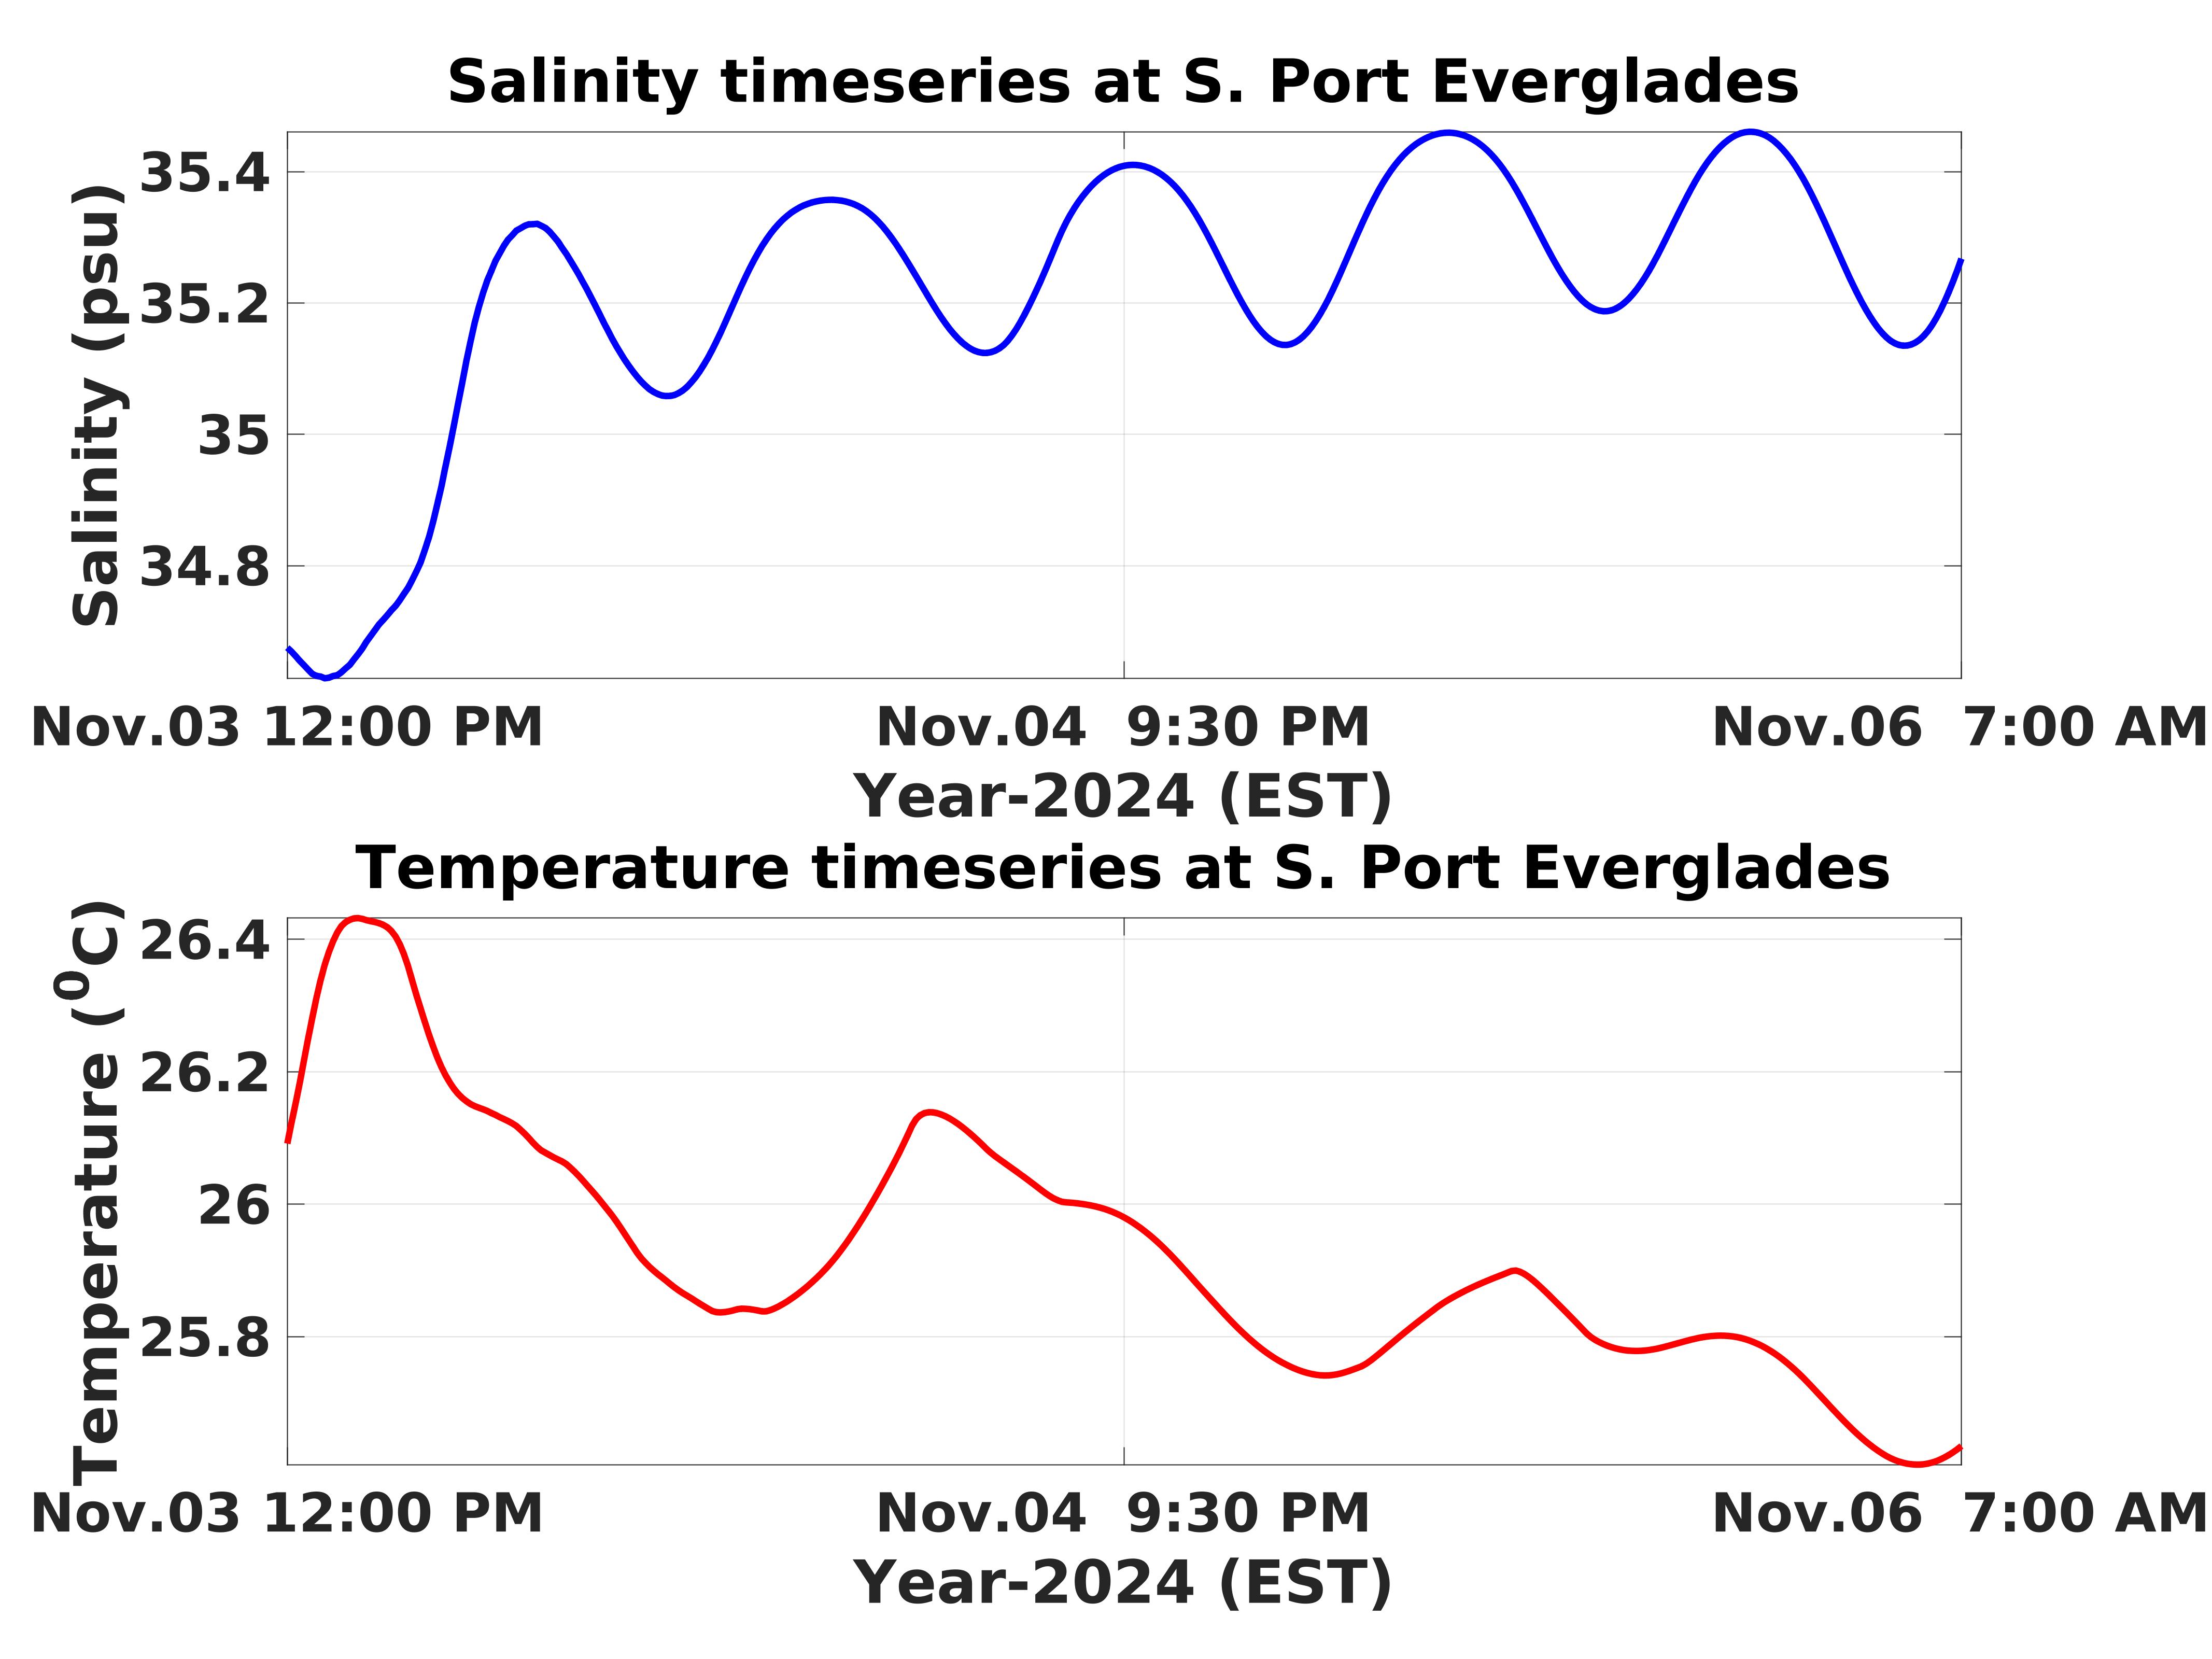 Salinity timeseries at S. Port Everglades
Salinity (psu)
35.4
35.2
35
34.8
Nov.03 12:00 PM Nov.04 9:30 PM Nov.06 7:00 AM
Year-2024 (EST)
Temperature timeseries at S. Port Everglades
Temperature (⁰C)
26.4
26.2
26
25.8
Nov.03 12:00 PM Nov.04 9:30 PM Nov.06 7:00 AM
Year-2024 (EST)